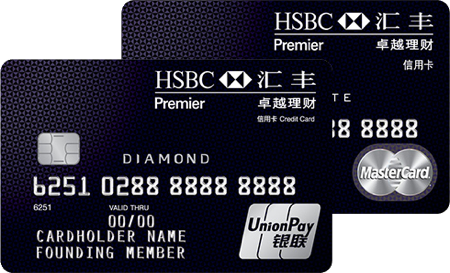 HSBC 汇丰
Premier 卓越理财
信用卡
TE
8 8888
MasterCard
HSBC 汇丰
Premier 卓越理财
信用卡 Credit Card
DIAMOND
6251 0288 8888 8888
6251 VALID THRU
00/00
CARDHOLDER NAME
FOUNDING MEMBER
UnionPay
银联